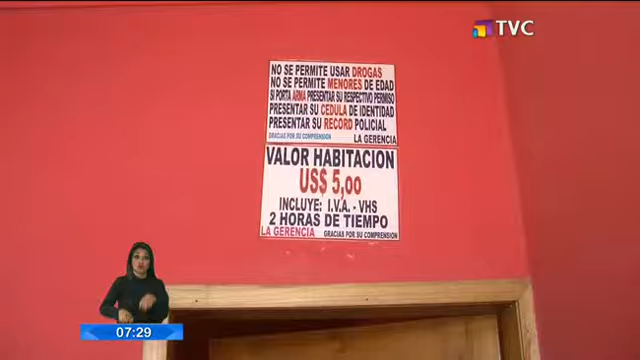 TVC
NO SE PERMITE USAR DROGAS
NO SE PERMITE MENORES DE EDAD
SI PORTA ARMA PRESENTAR SU RESPECTIVO PERMISO
PRESENTAR SU CEDULA DE IDENTIDAD
PRESENTAR SU RECORD POLICIAL
GRACIAS POR SU COMPRENSION LA GERENCIA
VALOR HABITACION
US$ 5,00
INCLUYE: I.V.A. - VHS
2 HORAS DE TIEMPO
LA GERENCIA GRACIAS POR SU COMPRENSION
07:29